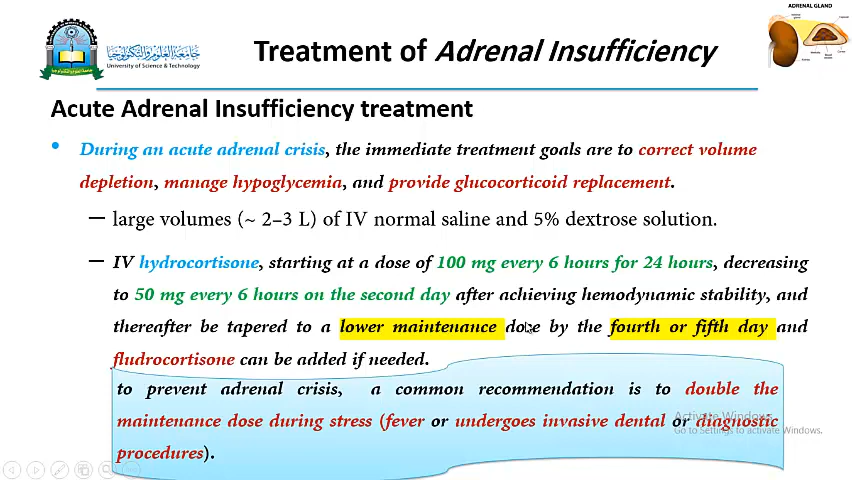 ADRENAL GLAND
جامعة العلوم والتكنولوجيا
University of Science & Technology
Treatment of Adrenal Insufficiency
Acute Adrenal Insufficiency treatment
• During an acute adrenal crisis, the immediate treatment goals are to correct volume
depletion, manage hypoglycemia, and provide glucocorticoid replacement.
– large volumes (~ 2–3 L) of IV normal saline and 5% dextrose solution.
– IV hydrocortisone, starting at a dose of 100 mg every 6 hours for 24 hours, decreasing
to 50 mg every 6 hours on the second day after achieving hemodynamic stability, and
thereafter be tapered to a lower maintenance dose by the fourth or fifth day and
fludrocortisone can be added if needed.
to prevent adrenal crisis, a common recommendation is to double the
maintenance dose during stress (fever or undergoes invasive dental or diagnostic
procedures).
Activate Windows
Go to Settings to activate Windows.